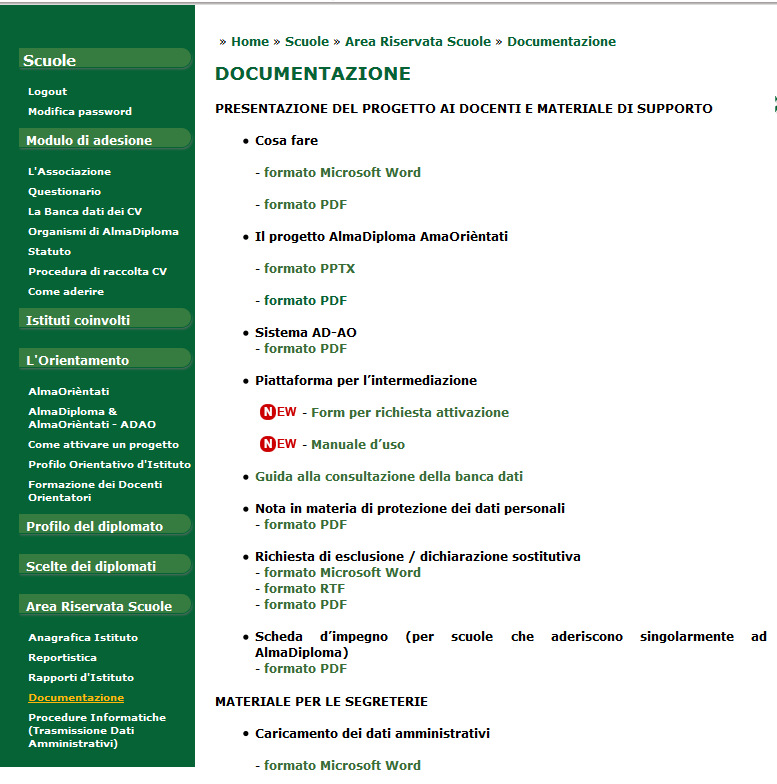 Scuole
Logout
Modifica password
Modulo di adesione
L'Associazione
Questionario
La Banca dati dei CV
Organismi di AlmaDiploma
Statuto
Procedura di raccolta CV
Come aderire
Istituti coinvolti
L'Orientamento
AlmaOrièntati
AlmaDiploma &
AlmaOrièntati - ADAO
Come attivare un progetto
Profilo Orientativo d'Istituto
Formazione dei Docenti
Orientatori
Profilo del diplomato
Scelte dei diplomati
Area Riservata Scuole
Anagrafica Istituto
Reportistica
Rapporti d'Istituto
Documentazione
Procedure Informatiche
(Trasmissione Dati
Amministrativi)
» Home » Scuole » Area Riservata Scuole » Documentazione
DOCUMENTAZIONE
PRESENTAZIONE DEL PROGETTO AI DOCENTI E MATERIALE DI SUPPORTO
• Cosa fare
- formato Microsoft Word
- formato PDF
• Il progetto AlmaDiploma AmaOrièntati
- formato PPTX
- formato PDF
• Sistema AD-AO
- formato PDF
• Piattaforma per l’intermediazione
NEW - Form per richiesta attivazione
NEW - Manuale d’uso
• Guida alla consultazione della banca dati
• Nota in materia di protezione dei dati personali
- formato PDF
• Richiesta di esclusione / dichiarazione sostitutiva
- formato Microsoft Word
- formato RTF
- formato PDF
• Scheda d’impegno (per scuole che aderiscono singolarmente ad
AlmaDiploma)
- formato PDF
MATERIALE PER LE SEGRETERIE
• Caricamento dei dati amministrativi
- formato Microsoft Word